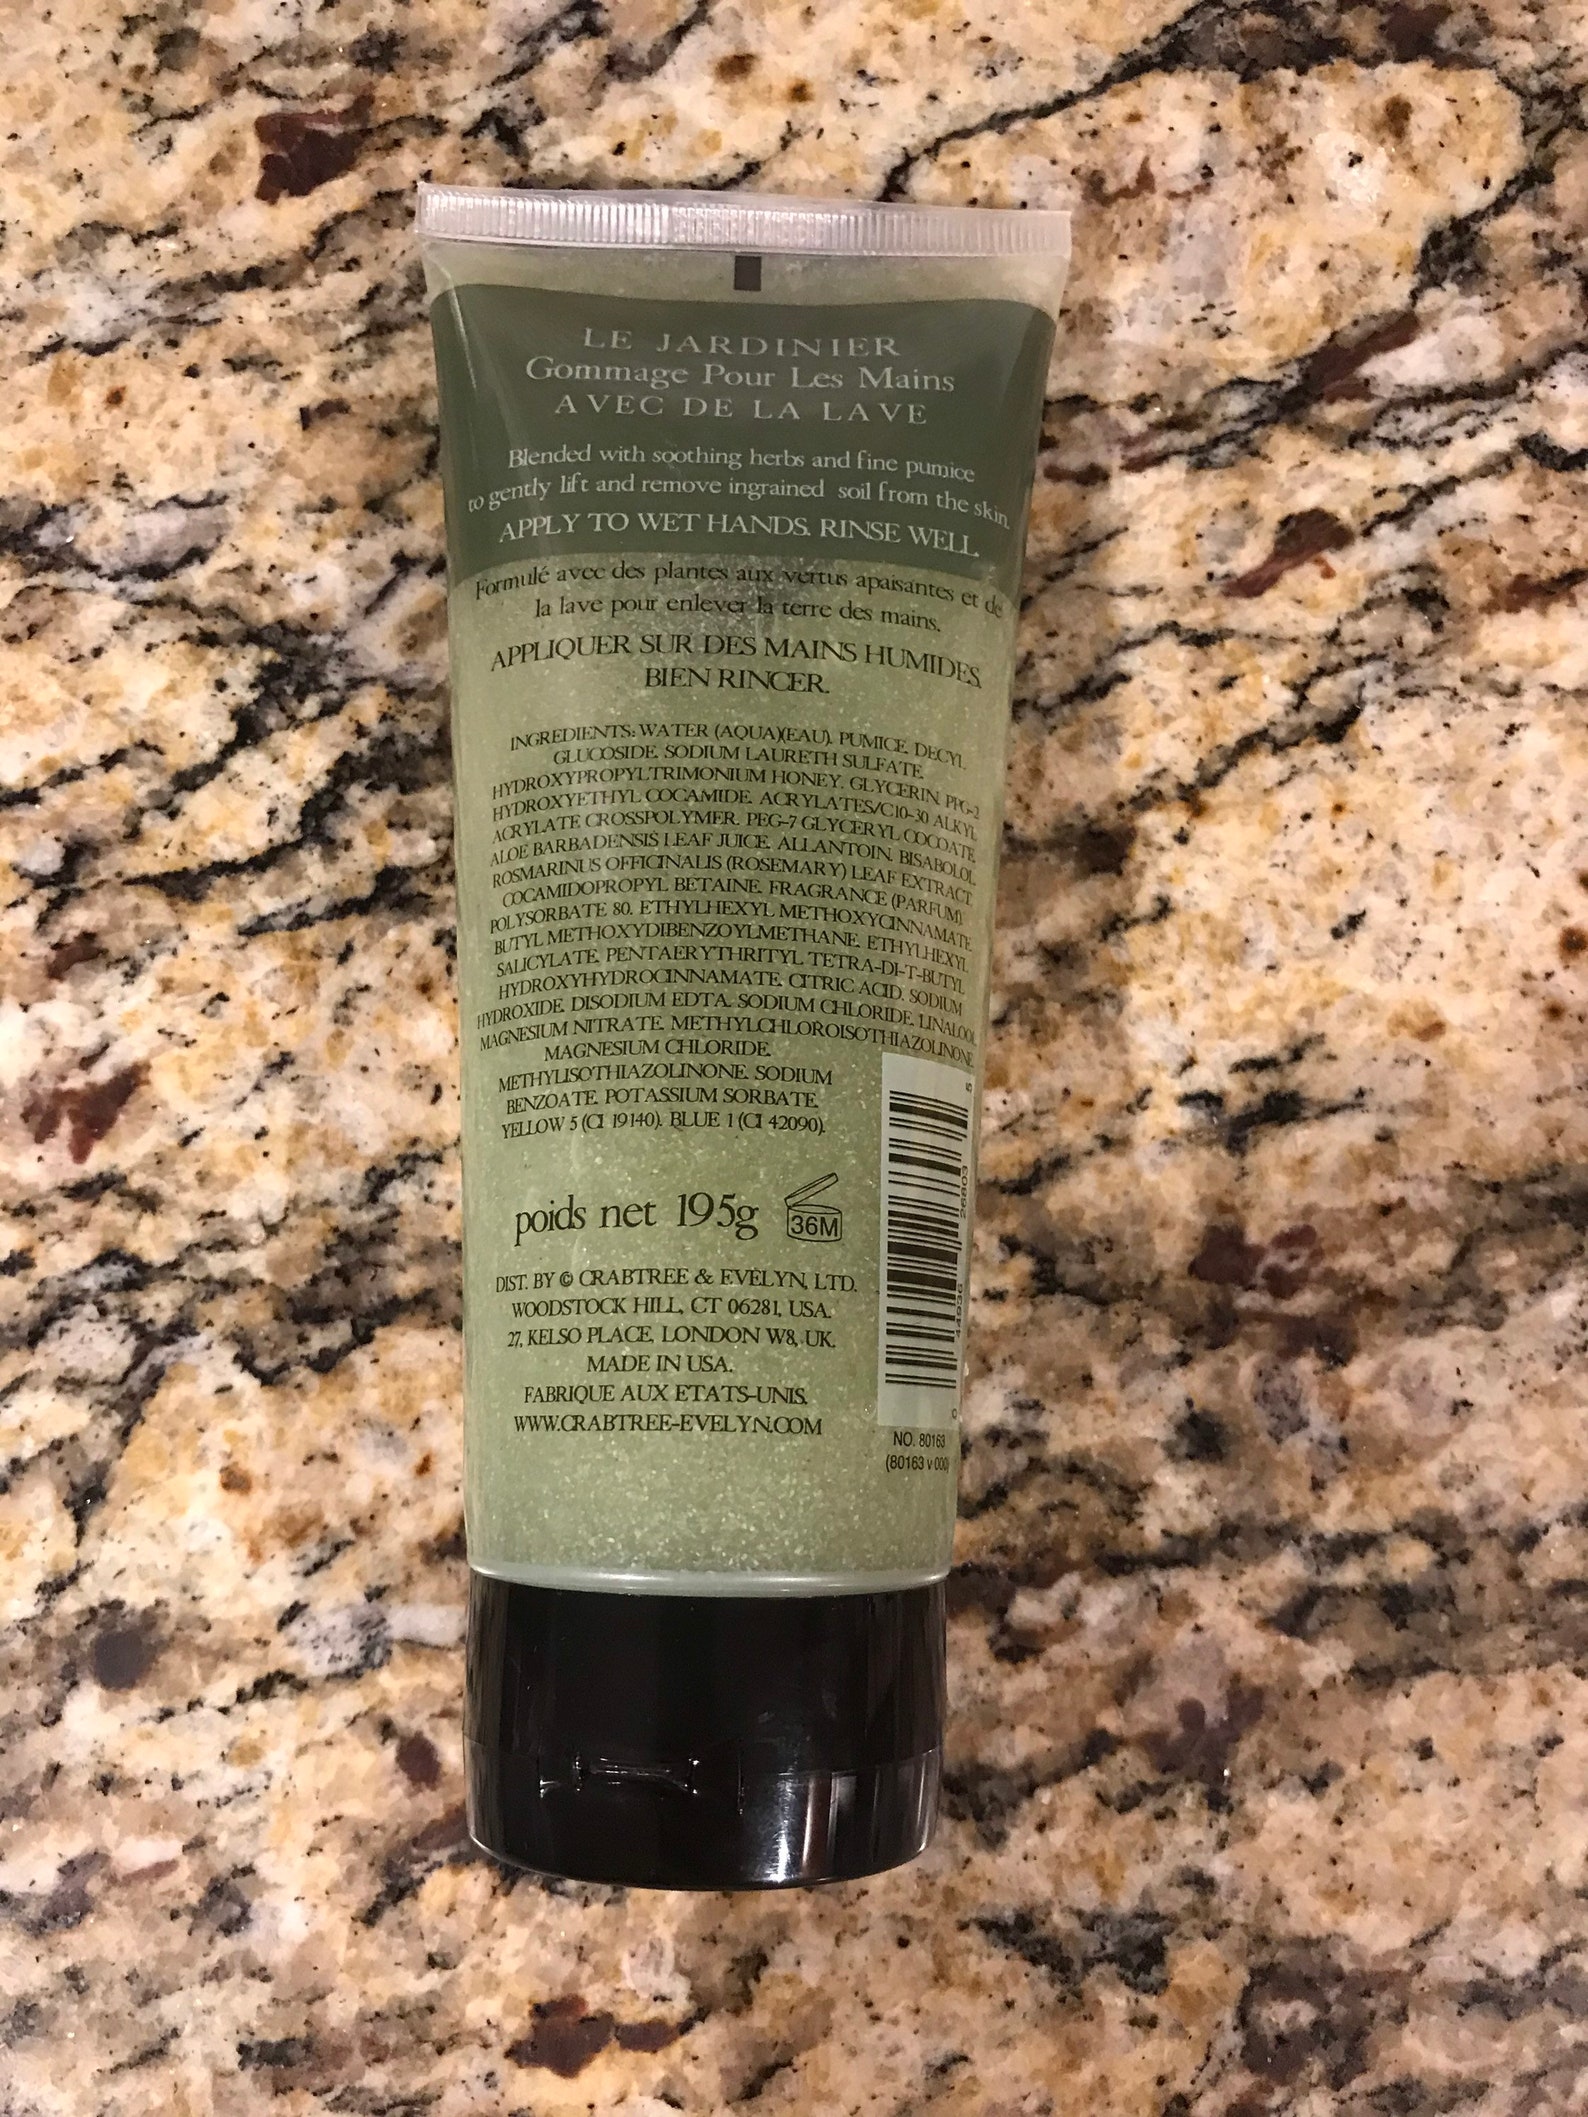 LE JARDINIER
Gommage Pour Les Mains
AVEC DE LA LAVE
Blended with soothing herbs and fine pumice
to gently lift and remove ingrained soil from the skin.
APPLY TO WET HANDS. RINSE WELL.
Formulé avec des plantes aux vertus apaisantes et de
la lave pour enlever la terre des mains.
APPLIQUER SUR DES MAINS HUMIDES.
BIEN RINCER.
INGREDIENTS: WATER (AQUA)(EAU), PUMICE, DECYL
GLUCOSIDE, SODIUM LAURETH SULFATE,
HYDROXYPROPYLTRIMONIUM HONEY, GLYCERIN, PPG-2
HYDROXYETHYL COCAMIDE, ACRYLATES/C10-30 ALKYL
ACRYLATE CROSSPOLYMER, PEG-7 GLYCERYL COCOATE,
ALOE BARBADENSIS LEAF JUICE, ALLANTOIN, BISABOLOL,
ROSMARINUS OFFICINALIS (ROSEMARY) LEAF EXTRACT,
COCAMIDOPROPYL BETAINE, FRAGRANCE (PARFUM),
POLYSORBATE 80, ETHYLHEXYL METHOXYCINNAMATE,
BUTYL METHOXYDIBENZOYLMETHANE, ETHYLHEXYL
SALICYLATE, PENTAERYTHRITYL TETRA-DI-T-BUTYL
HYDROXYHYDROCINNAMATE, CITRIC ACID, SODIUM
HYDROXIDE, DISODIUM EDTA, SODIUM CHLORIDE, LINALOOL,
MAGNESIUM NITRATE, METHYLCHLOROISOTHIAZOLINONE,
MAGNESIUM CHLORIDE,
METHYLISOTHIAZOLINONE, SODIUM
BENZOATE, POTASSIUM SORBATE,
YELLOW 5 (CI 19140), BLUE 1 (CI 42090).
poids net 195g
36M
DIST. BY © CRABTREE & EVELYN, LTD.
WOODSTOCK HILL, CT 06281, USA.
27, KELSO PLACE, LONDON W8, UK.
MADE IN USA.
FABRIQUE AUX ETATS-UNIS.
WWW.CRABTREE-EVELYN.COM
0 44936 26803 5
NO. 80163
(80163 v 000)